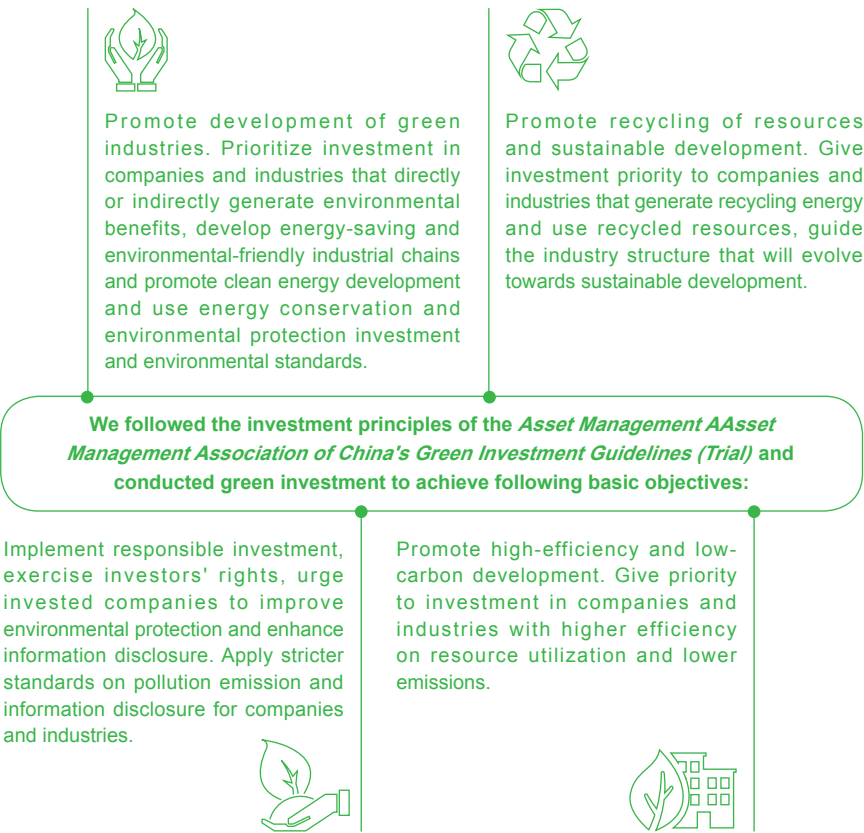 Promote development of green
industries. Prioritize investment in
companies and industries that directly
or indirectly generate environmental
benefits, develop energy-saving and
environmental-friendly industrial chains
and promote clean energy development
and use energy conservation and
environmental protection investment
and environmental standards.
Promote recycling of resources
and sustainable development. Give
investment priority to companies and
industries that generate recycling energy
and use recycled resources, guide
the industry structure that will evolve
towards sustainable development.
We followed the investment principles of the Asset Management AAsset
Management Association of China's Green Investment Guidelines (Trial) and
conducted green investment to achieve following basic objectives:
Implement responsible investment,
exercise investors' rights, urge
invested companies to improve
environmental protection and enhance
information disclosure. Apply stricter
standards on pollution emission and
information disclosure for companies
and industries.
Promote high-efficiency and low-
carbon development. Give priority
to investment in companies and
industries with higher efficiency
on resource utilization and lower
emissions.